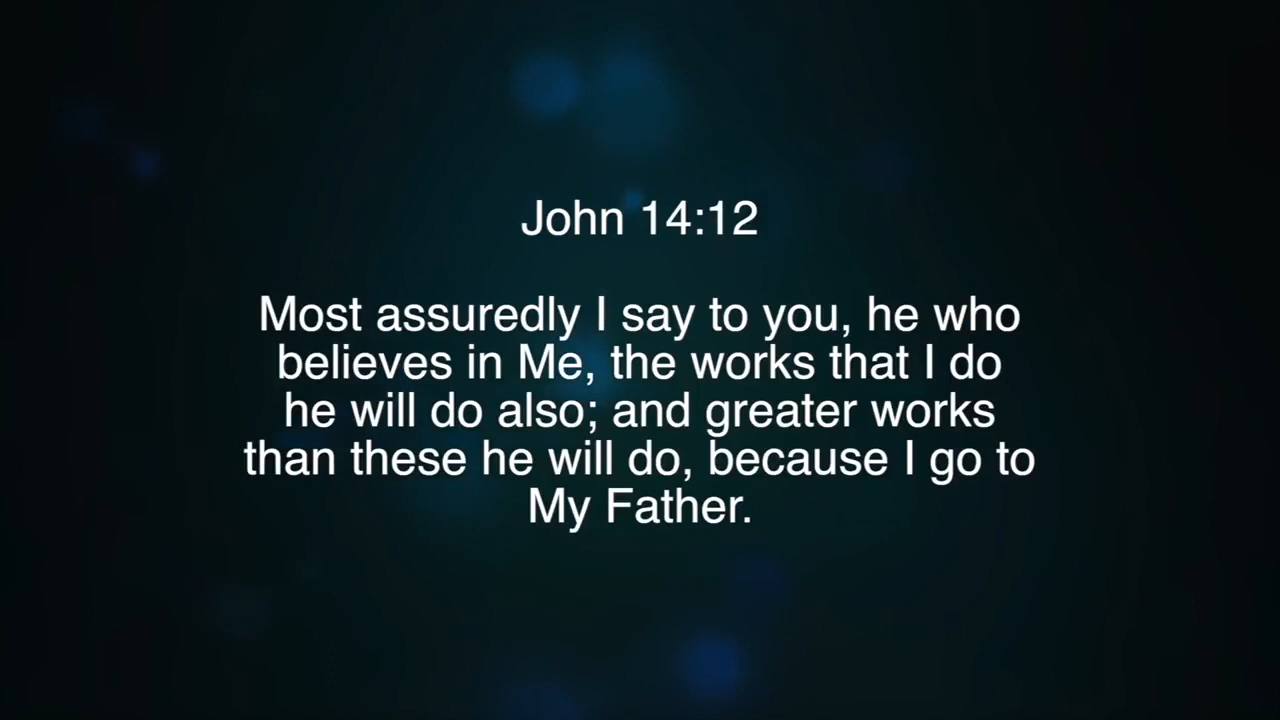 John 14:12
Most assuredly I say to you, he who
believes in Me, the works that I do
he will do also; and greater works
than these he will do, because I go to
My Father.